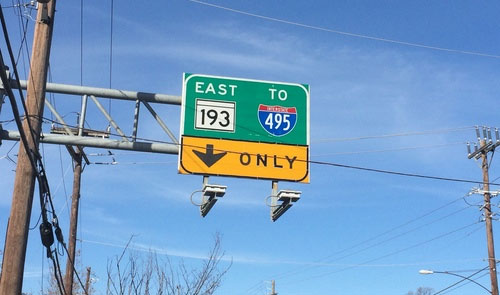 EAST TO
193 INTERSTATE 495
ONLY